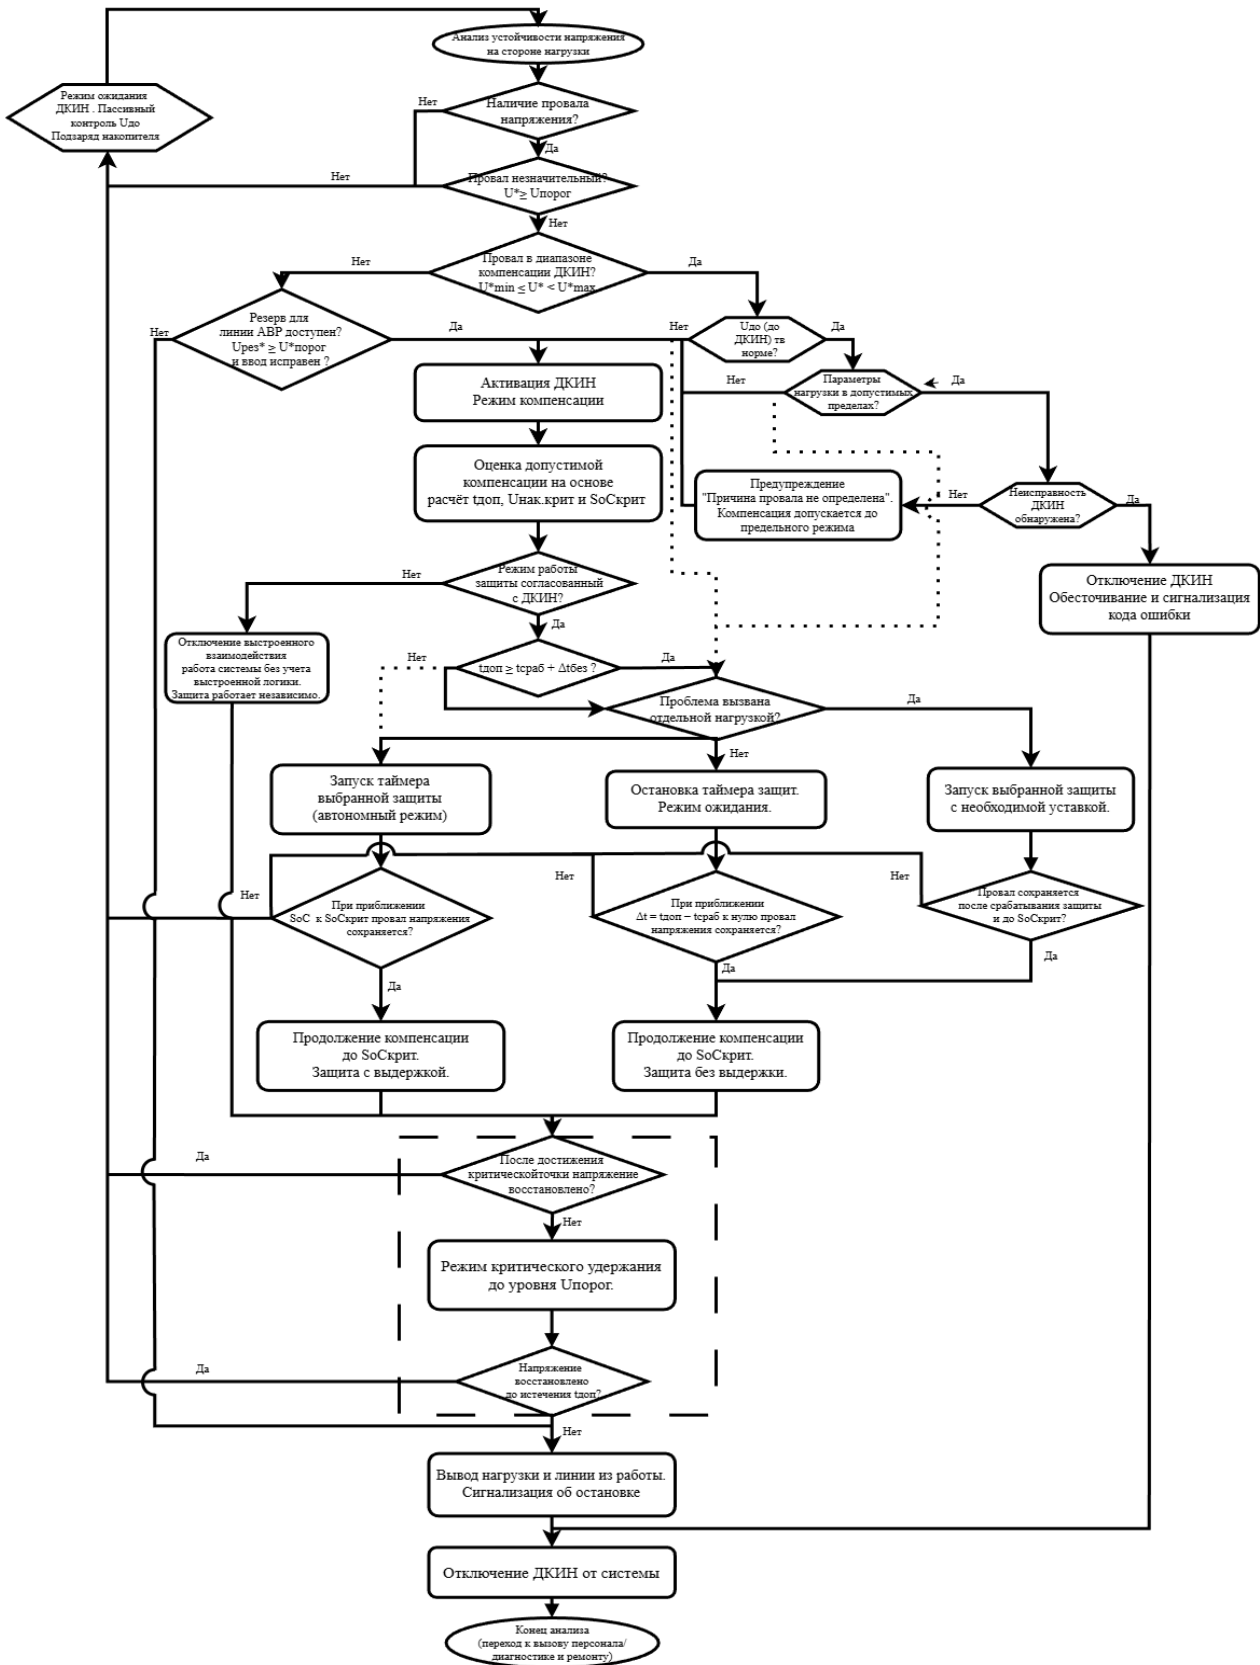 Анализ устойчивости напряжения
на стороне нагрузки
Режим ожидания
ДКИН . Пассивный
контроль Uдо
Подзаряд накопителя
Нет
Наличие провала
напряжения?
Да
Нет
Провал незначительный?
U*≥ Uпорог
Нет
Нет
Провал в диапазоне
компенсации ДКИН?
U*min ≤ U* < U*max
Да
Нет
Резерв для
линии АВР доступен?
Uрез* ≥ U*порог
и ввод исправен ?
Да
Нет
Uдо (до
ДКИН) тв
норме?
Да
Активация ДКИН
Режим компенсации
Нет
Параметры
нагрузки в допустимых
пределах?
Да
Оценка допустимой
компенсации на основе
расчёт tдоп, Uнак.крит и SoCкрит
Предупреждение
"Причина провала не определена".
Компенсация допускается до
предельного режима
Нет
Неисправность
ДКИН
обнаружена?
Да
Нет
Режим работы
защиты согласованный
с ДКИН?
Да
Отключение ДКИН
Обесточивание и сигнализация
кода ошибки
Отключение выстроенного
взаимодействия
работа системы без учета
выстроенной логики.
Защита работает независимо.
Нет
tдоп ≥ tсраб + Δtбез ?
Да
Проблема вызвана
отдельной нагрузкой?
Да
Нет
Запуск таймера
выбранной защиты
(автономный режим)
Остановка таймера защит.
Режим ожидания.
Запуск выбранной защиты
с необходимой уставкой.
Нет
При приближении
SoC к SoCкрит провал напряжения
сохраняется?
Да
Нет
При приближении
Δt = tдоп − tсраб к нулю провал
напряжения сохраняется?
Да
Нет
Провал сохраняется
после срабатывания защиты
и до SoCкрит?
Да
Продолжение компенсации
до SoCкрит.
Защита с выдержкой.
Продолжение компенсации
до SoCкрит.
Защита без выдержки.
Да
После достижения
критическойточки напряжение
восстановлено?
Нет
Режим критического удержания
до уровня Uпорог.
Да
Напряжение
восстановлено
до истечения tдоп?
Нет
Вывод нагрузки и линии из работы.
Сигнализация об остановке
Отключение ДКИН от системы
Конец анализа
(переход к вызову персонала/
диагностике и ремонту)